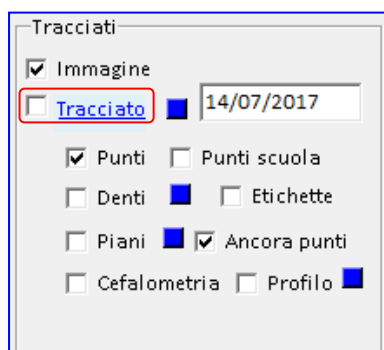 Tracciati
Immagine
Tracciato 14/07/2017
Punti Punti scuola
Denti Etichette
Piani Ancora punti
Cefalometria Profilo